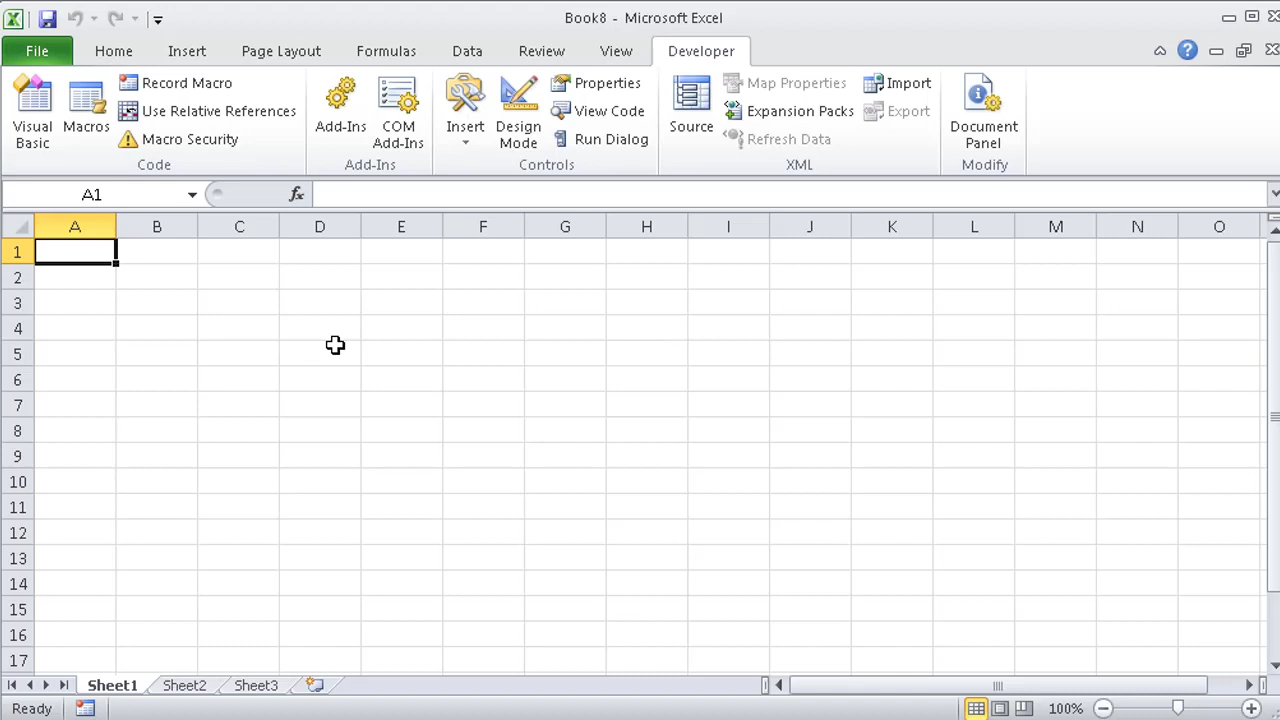 Book8 - Microsoft Excel
File Home Insert Page Layout Formulas Data Review View Developer
Visual Basic
Macros
Record Macro
Use Relative References
Macro Security
Code
Add-Ins
COM Add-Ins
Add-Ins
Insert
Design Mode
Properties
View Code
Run Dialog
Controls
Source
Map Properties
Expansion Packs
Refresh Data
Import
Export
XML
Document Panel
Modify
A1 fx
A B C D E F G H I J K L M N O
1
2
3
4
5
6
7
8
9
10
11
12
13
14
15
16
17
Sheet1 Sheet2 Sheet3
Ready 100%